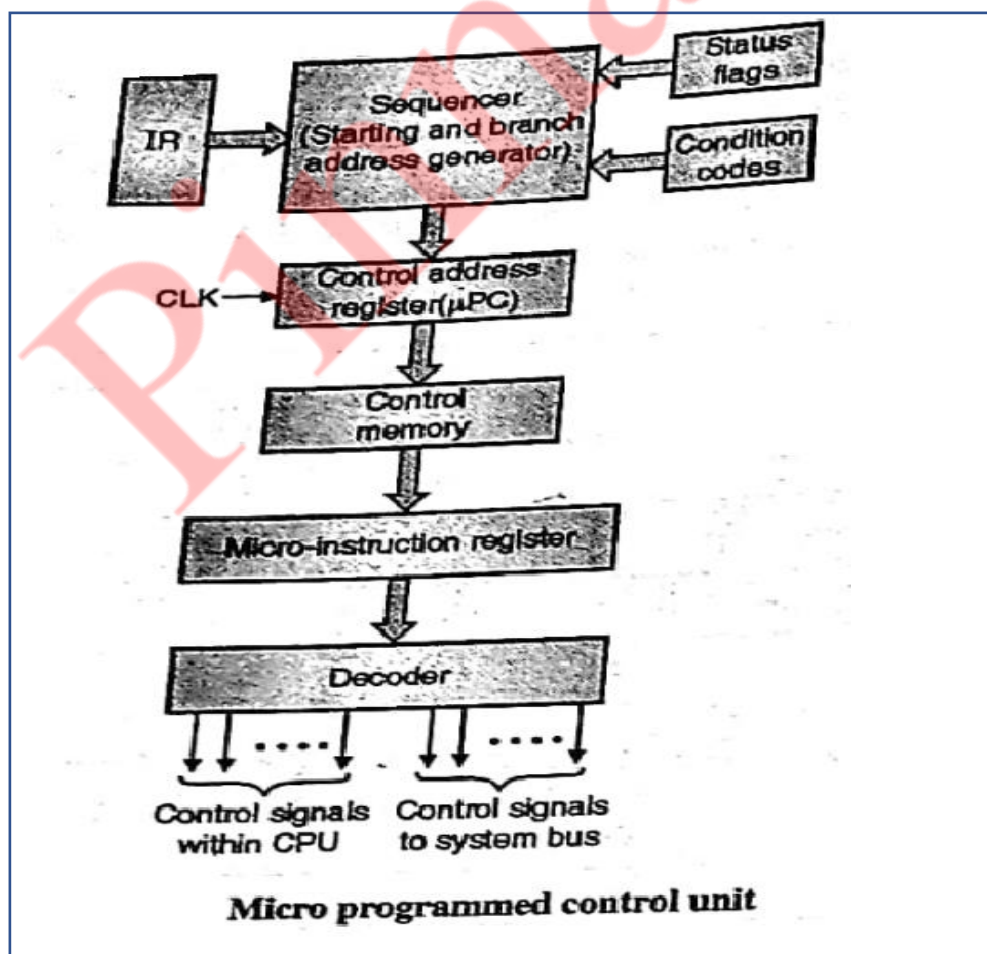 Status
flags
IR
Sequencer
(Starting and branch
address generator)
Condition
codes
CLK
Control address
register(μPC)
Control
memory
Micro-instruction register
Decoder
Control signals
within CPU
Control signals
to system bus
Micro programmed control unit